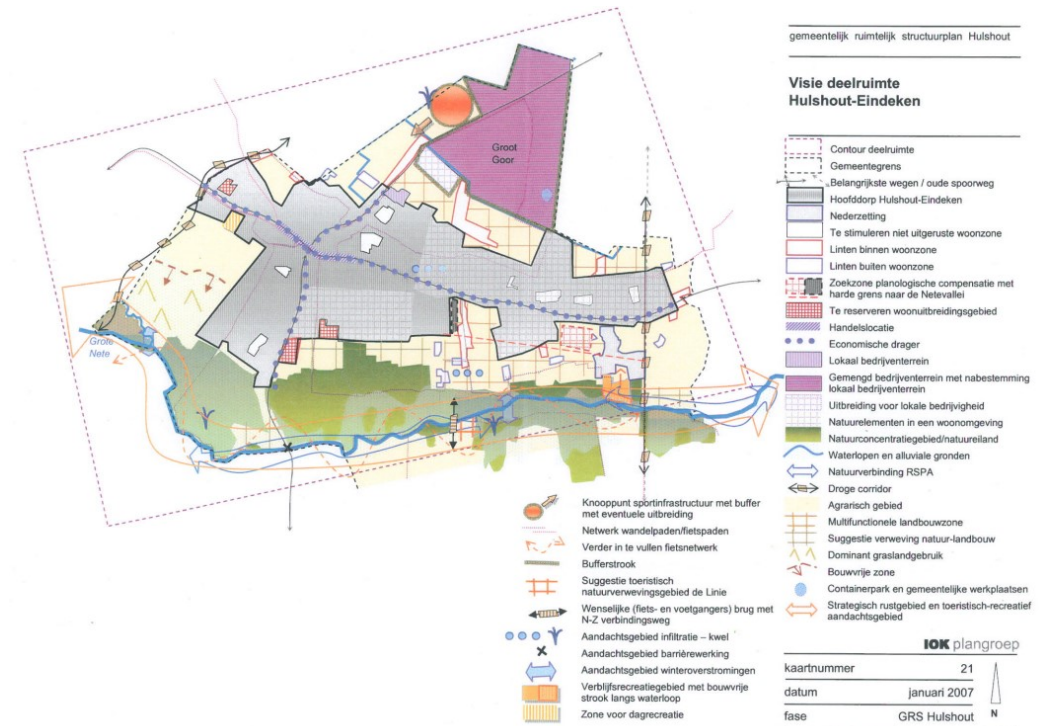 gemeentelijk ruimtelijk structuurplan Hulshout
Visie deelruimte
Hulshout-Eindeken
Groot
Goor
Grote
Nete
Contour deelruimte
Gemeentegrens
Belangrijkste wegen / oude spoorweg
Hoofddorp Hulshout-Eindeken
Nederzetting
Te stimuleren niet uitgeruste woonzone
Linten binnen woonzone
Linten buiten woonzone
Zoekzone planologische compensatie met
harde grens naar de Netevallei
Te reserveren woonuitbreidingsgebied
Handelslocatie
Economische drager
Lokaal bedrijventerrein
Gemengd bedrijventerrein met nabestemming
lokaal bedrijventerrein
Uitbreiding voor lokale bedrijvigheid
Natuurelementen in een woonomgeving
Natuurconcentratiegebied/natuureiland
Waterlopen en alluviale gronden
Natuurverbinding RSPA
Droge corridor
Agrarisch gebied
Multifunctionele landbouwzone
Suggestie verweving natuur-landbouw
Dominant graslandgebruik
Bouwvrije zone
Containerpark en gemeentelijke werkplaatsen
Strategisch rustgebied en toeristisch-recreatief
aandachtsgebied
Knooppunt sportinfrastructuur met buffer
met eventuele uitbreiding
Netwerk wandelpaden/fietspaden
Verder in te vullen fietsnetwerk
Bufferstrook
Suggestie toeristisch
natuurverwevingsgebied de Linie
Wenselijke (fiets- en voetgangers) brug met
N-Z verbindingsweg
Aandachtsgebied infiltratie – kwel
Aandachtsgebied barrièrewerking
Aandachtsgebied winteroverstromingen
Verblijfsrecreatiegebied met bouwvrije
strook langs waterloop
Zone voor dagrecreatie
IOK plangroep
kaartnummer 21
datum januari 2007
fase GRS Hulshout
N